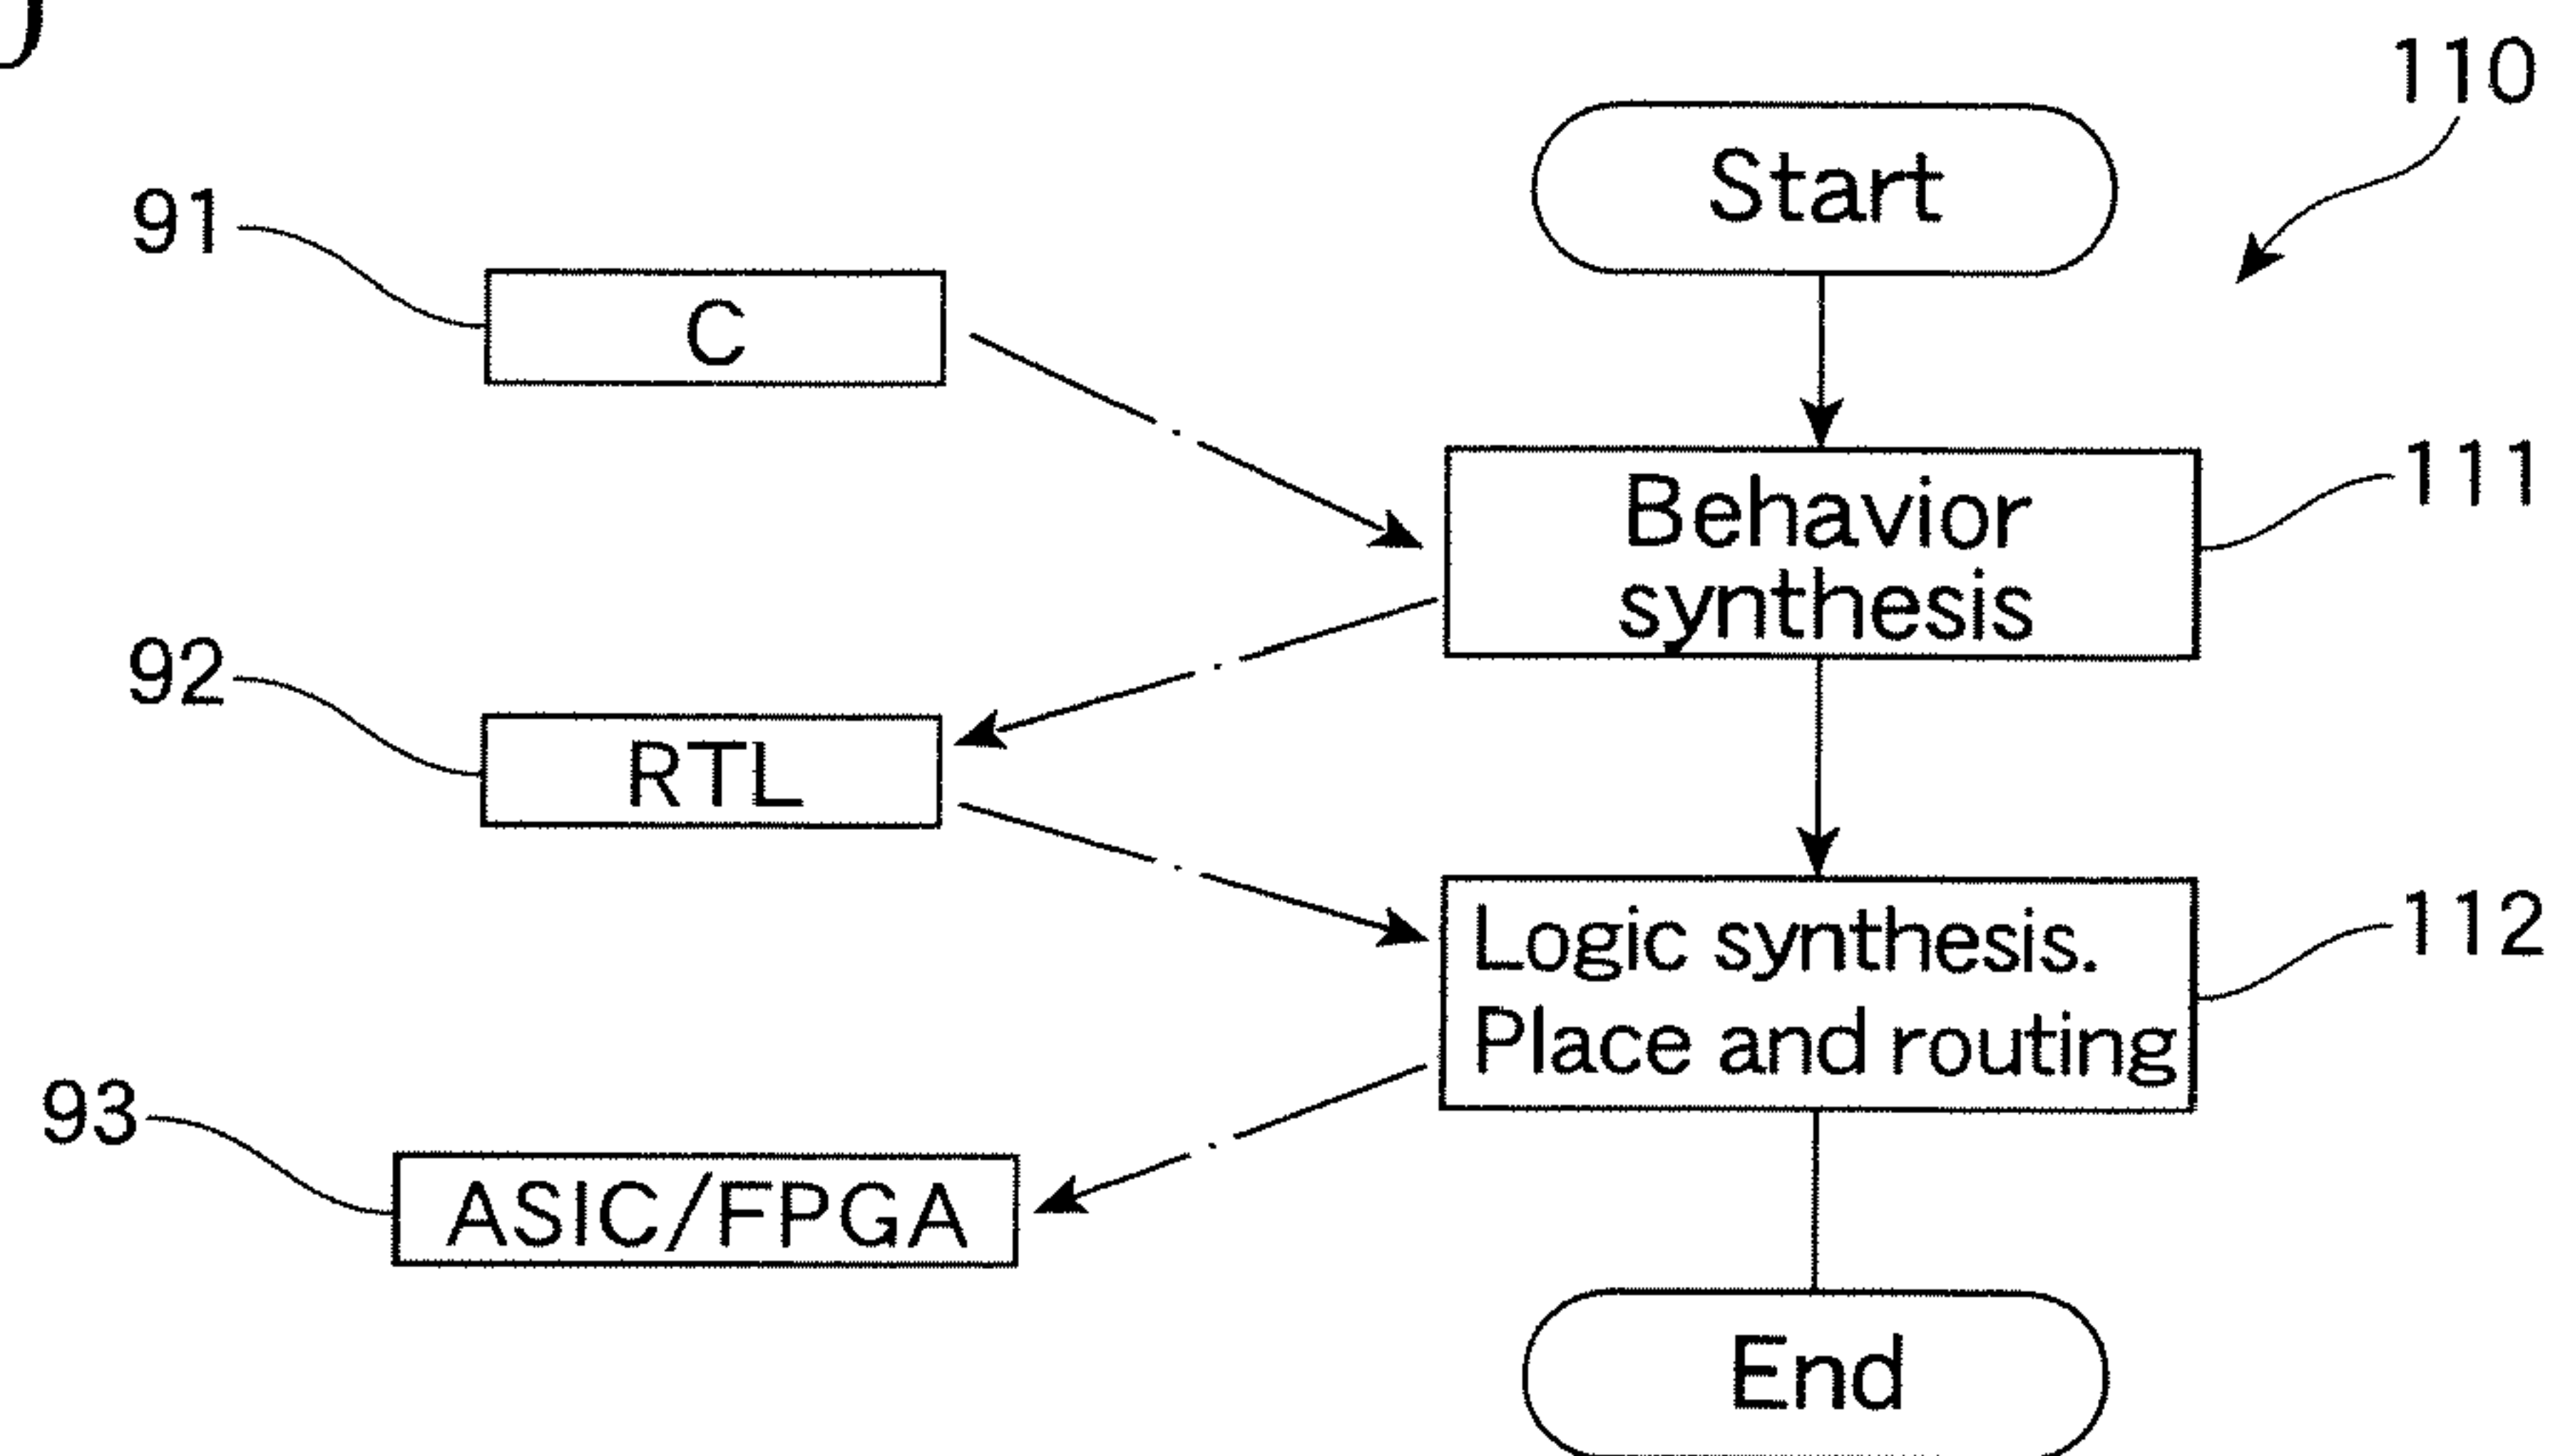 )
110
Start
91
C
111
Behavior
synthesis
92
RTL
112
Logic synthesis.
Place and routing
93
ASIC/FPGA
End